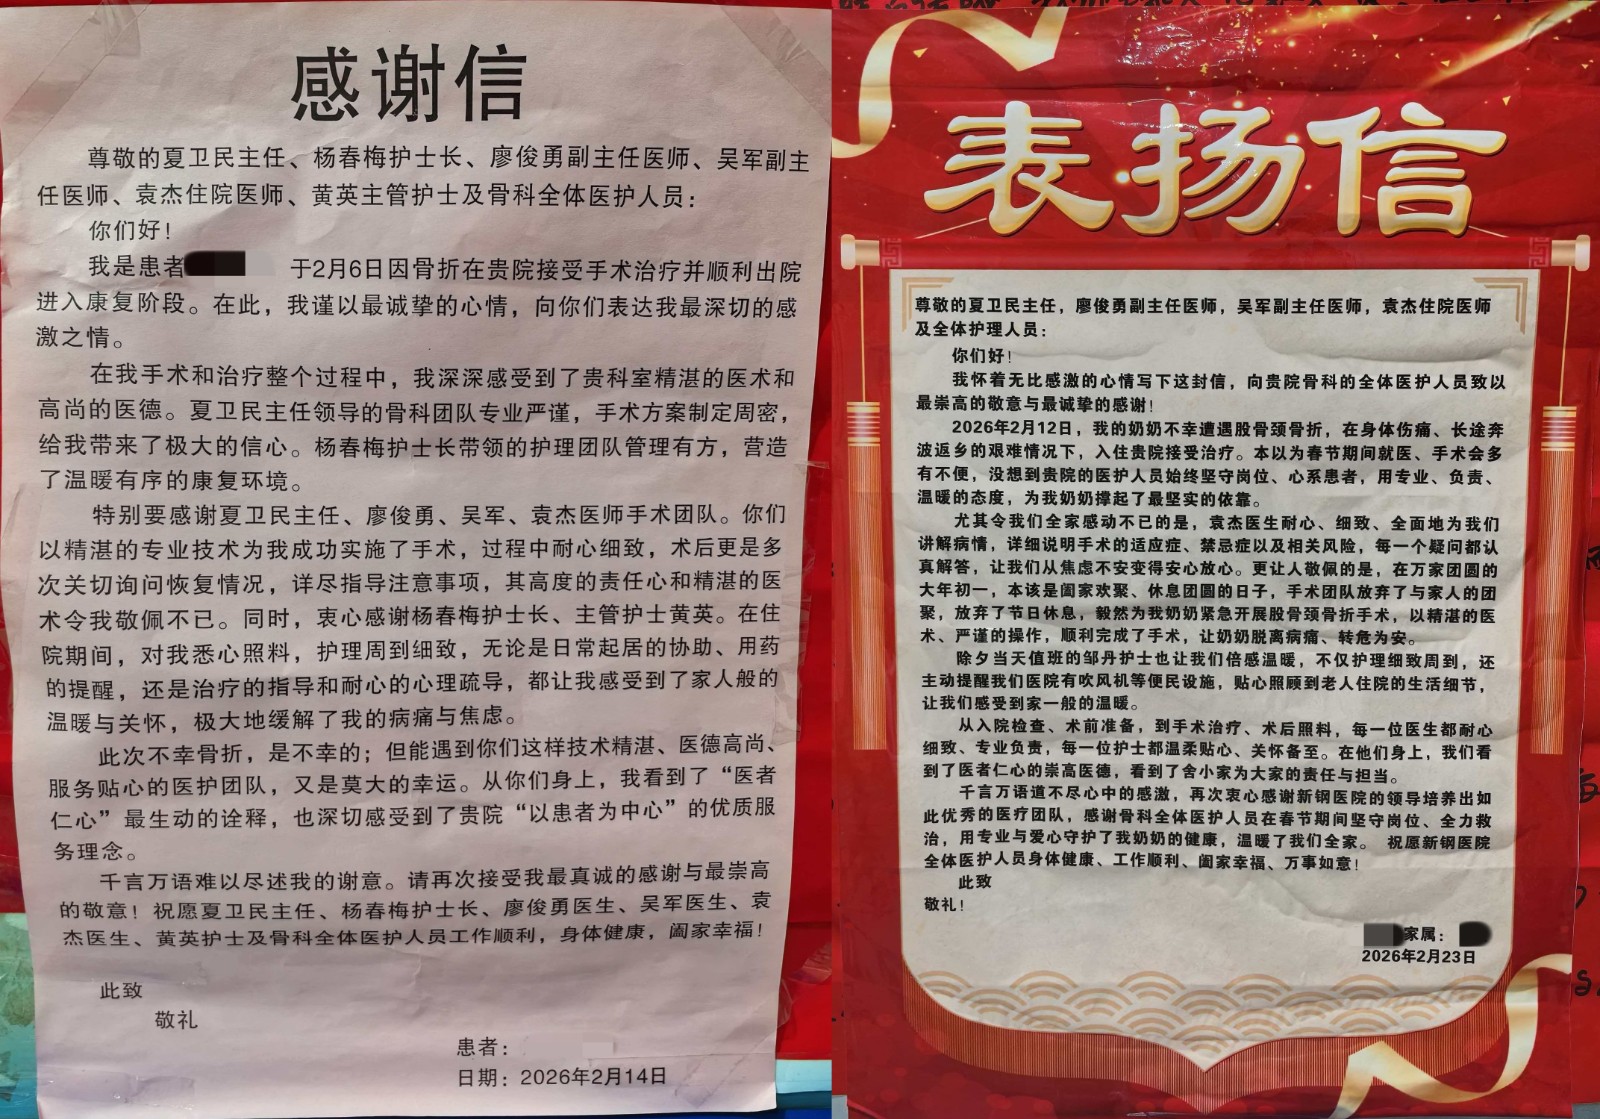 感谢信
尊敬的夏卫民主任、杨春梅护士长、廖俊勇副主任医师、吴军副主
任医师、袁杰住院医师、黄英主管护士及骨科全体医护人员：
你们好！
我是患者 于2月6日因骨折在贵院接受手术治疗并顺利出院
进入康复阶段。在此，我谨以最诚挚的心情，向你们表达我最深切的感
激之情。
在我手术和治疗整个过程中，我深深感受到了贵科室精湛的医术和
高尚的医德。夏卫民主任领导的骨科团队专业严谨，手术方案制定周密，
给我带来了极大的信心。杨春梅护士长带领的护理团队管理有方，营造
了温暖有序的康复环境。
特别要感谢夏卫民主任、廖俊勇、吴军、袁杰医师手术团队。你们
以精湛的专业技术为我成功实施了手术，过程中耐心细致，术后更是多
次关切询问恢复情况，详尽指导注意事项，其高度的责任心和精湛的医
术令我敬佩不已。同时，衷心感谢杨春梅护士长、主管护士黄英。在住
院期间，对我悉心照料，护理周到细致，无论是日常起居的协助、用药
的提醒，还是治疗的指导和耐心的心理疏导，都让我感受到了家人般的
温暖与关怀，极大地缓解了我的病痛与焦虑。
此次不幸骨折，是不幸的；但能遇到你们这样技术精湛、医德高尚、
服务贴心的医护团队，又是莫大的幸运。从你们身上，我看到了“医者
仁心”最生动的诠释，也深切感受到了贵院“以患者为中心”的优质服
务理念。
千言万语难以尽述我的谢意。请再次接受我最真诚的感谢与最崇高
的敬意！祝愿夏卫民主任、杨春梅护士长、廖俊勇医生、吴军医生、袁
杰医生、黄英护士及骨科全体医护人员工作顺利，身体健康，阖家幸福！
此致
敬礼
患者：
日期：2026年2月14日
表扬信
尊敬的夏卫民主任，廖俊勇副主任医师，吴军副主任医师，袁杰住院医师
及全体护理人员：
你们好！
我怀着无比感激的心情写下这封信，向贵院骨科的全体医护人员致以
最崇高的敬意与最诚挚的感谢！
2026年2月12日，我的奶奶不幸遭遇股骨颈骨折，在身体伤痛、长途奔
波返乡的艰难情况下，入住贵院接受治疗。本以为春节期间就医、手术会多
有不便，没想到贵院的医护人员始终坚守岗位、心系患者，用专业、负责、
温暖的态度，为我奶奶撑起了最坚实的依靠。
尤其令我们全家感动不已的是，袁杰医生耐心、细致、全面地为我们
讲解病情，详细说明手术的适应症、禁忌症以及相关风险，每一个疑问都认
真解答，让我们从焦虑不安变得安心放心。更让人敬佩的是，在万家团圆的
大年初一，本该是阖家欢聚、休息团圆的日子，手术团队放弃了与家人的团
聚，放弃了节日休息，毅然为我奶奶紧急开展股骨颈骨折手术，以精湛的医
术、严谨的操作，顺利完成了手术，让奶奶脱离病痛、转危为安。
除夕当天值班的邹丹护士也让我们倍感温暖，不仅护理细致周到，还
主动提醒我们医院有吹风机等便民设施，贴心照顾到老人住院的生活细节，
让我们感受到家一般的温暖。
从入院检查、术前准备，到手术治疗、术后照料，每一位医生都耐心
细致、专业负责，每一位护士都温柔贴心、关怀备至。在他们身上，我们看
到了医者仁心的崇高医德，看到了舍小家为大家的责任与担当。
千言万语道不尽心中的感激，再次衷心感谢新钢医院的领导培养出如
此优秀的医疗团队，感谢骨科全体医护人员在春节期间坚守岗位、全力救
治，用专业与爱心守护了我奶奶的健康，温暖了我们全家。 祝愿新钢医院
全体医护人员身体健康、工作顺利、阖家幸福、万事如意！
此致
敬礼！
家属：
2026年2月23日